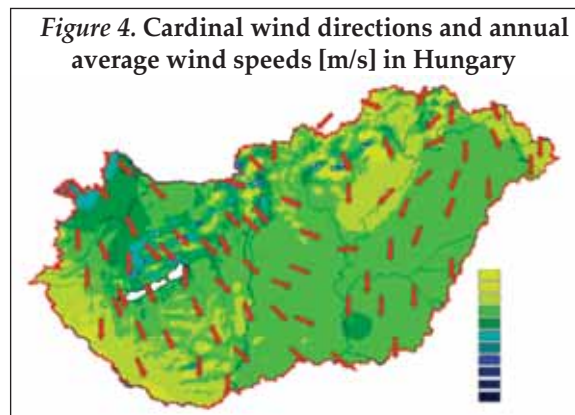 Figure 4. Cardinal wind directions and annual
average wind speeds [m/s] in Hungary